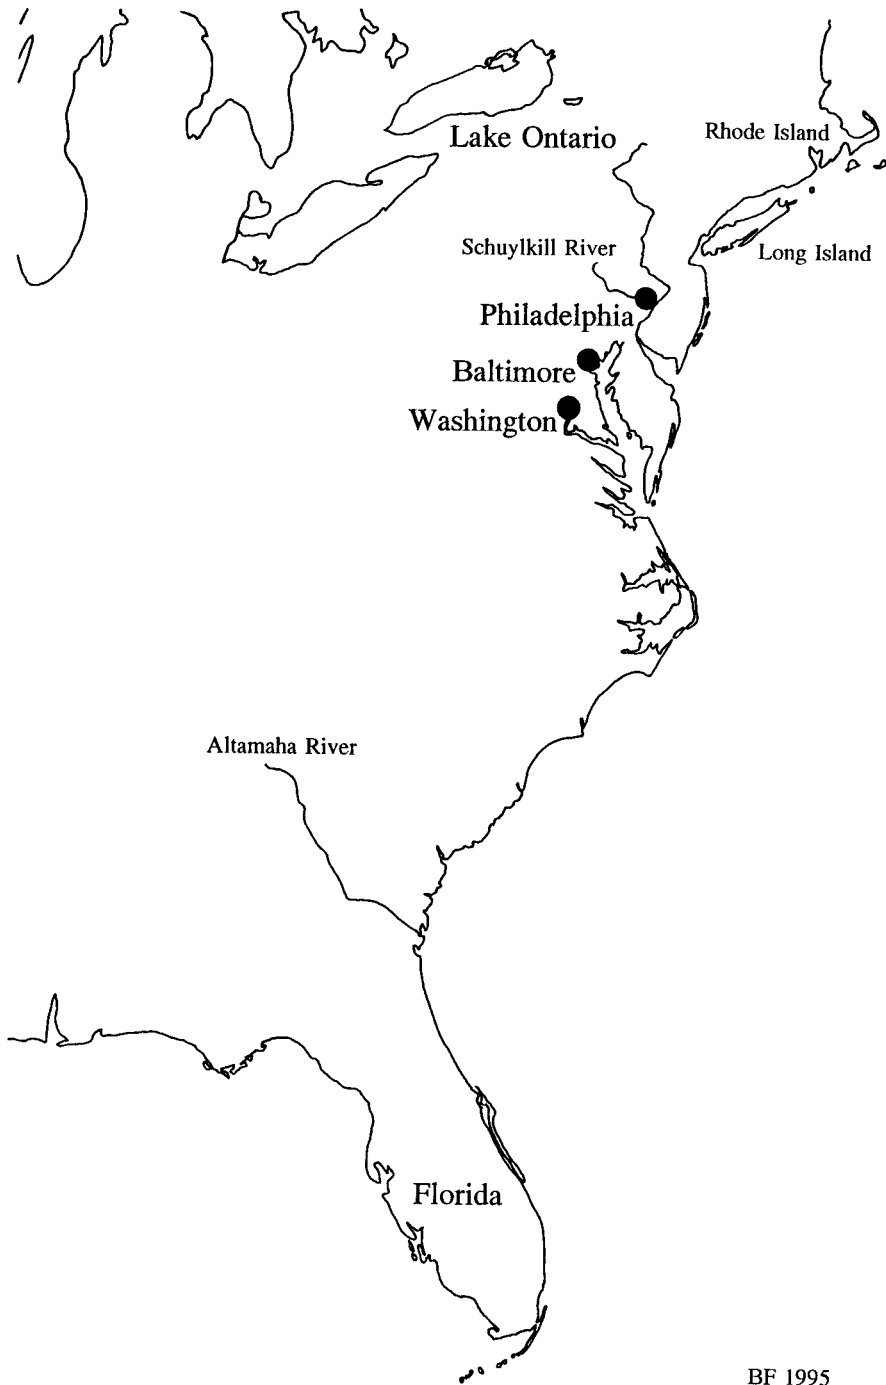 Rhode Island
Lake Ontario
Schuylkill River
Long Island
Philadelphia
Baltimore
Washington
Altamaha River
Florida
BF 1995